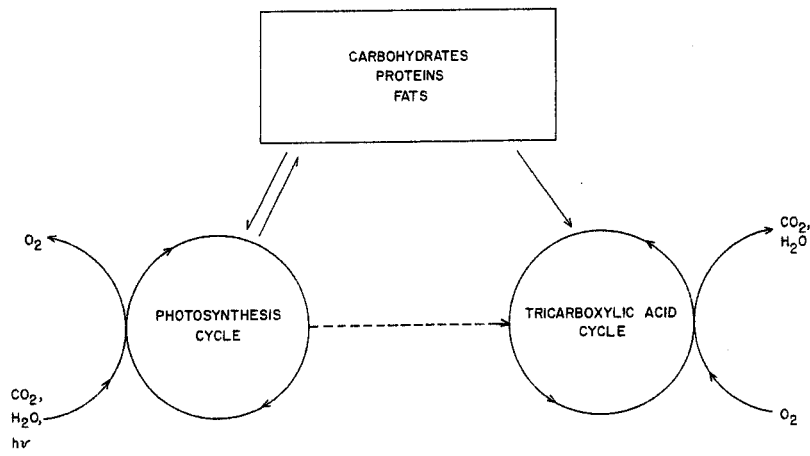 CARBOHYDRATES
PROTEINS
FATS
O₂
CO₂,
H₂O
PHOTOSYNTHESIS
CYCLE
TRICARBOXYLIC ACID
CYCLE
CO₂,
H₂O,
hν
O₂